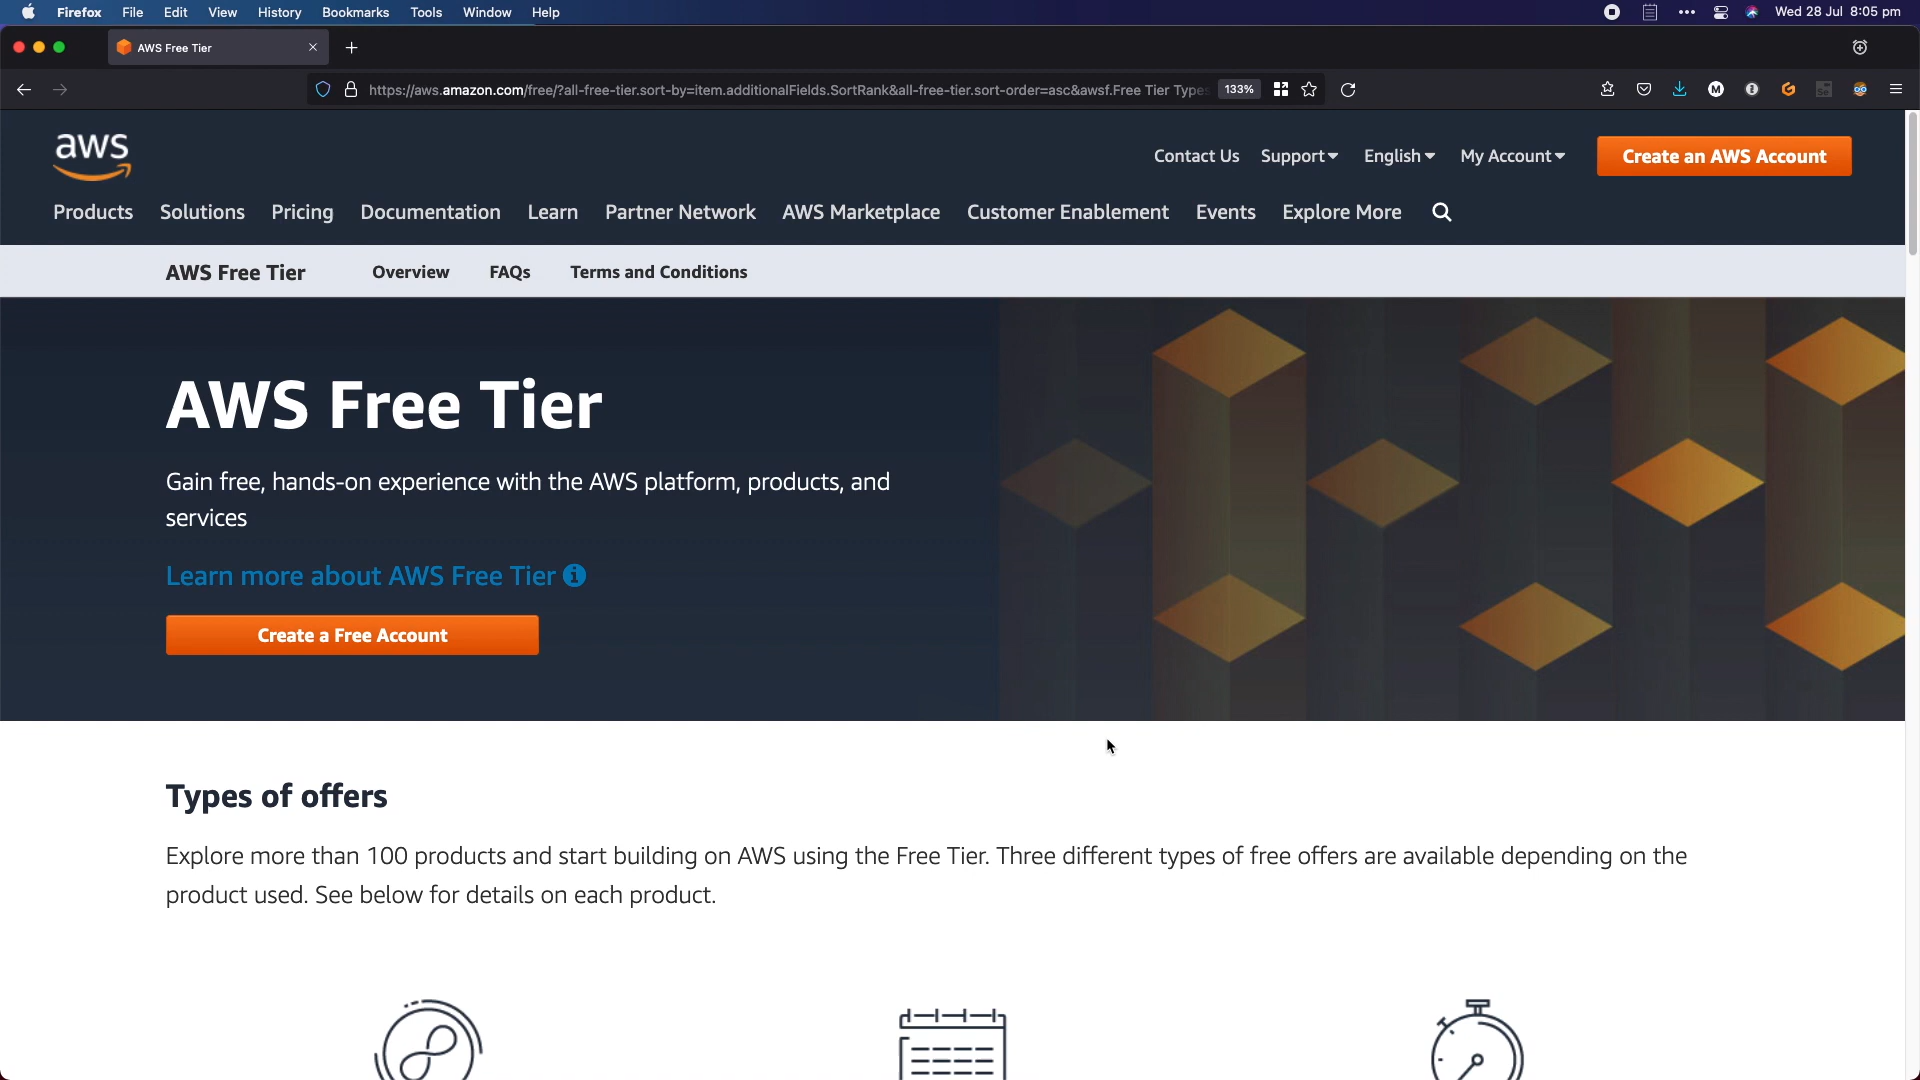 Firefox File Edit View History Bookmarks Tools Window Help
Wed 28 Jul 8:05 pm
AWS Free Tier
https://aws.amazon.com/free/?all-free-tier.sort-by=item.additionalFields.SortRank&all-free-tier.sort-order=asc&awsf.Free Tier Types
133%
aws
Contact Us Support English My Account Create an AWS Account
Products Solutions Pricing Documentation Learn Partner Network AWS Marketplace Customer Enablement Events Explore More
AWS Free Tier Overview FAQs Terms and Conditions
AWS Free Tier
Gain free, hands-on experience with the AWS platform, products, and
services
Learn more about AWS Free Tier
Create a Free Account
Types of offers
Explore more than 100 products and start building on AWS using the Free Tier. Three different types of free offers are available depending on the
product used. See below for details on each product.